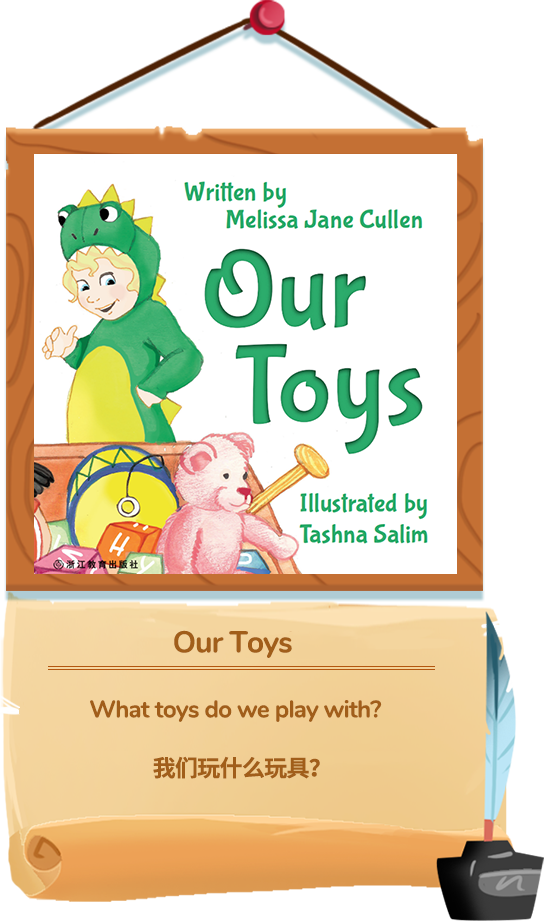 Written by
Melissa Jane Cullen
Our
Toys
Illustrated by
Tashna Salim
4
浙江教育出版社
Our Toys
What toys do we play with?
我们玩什么玩具?